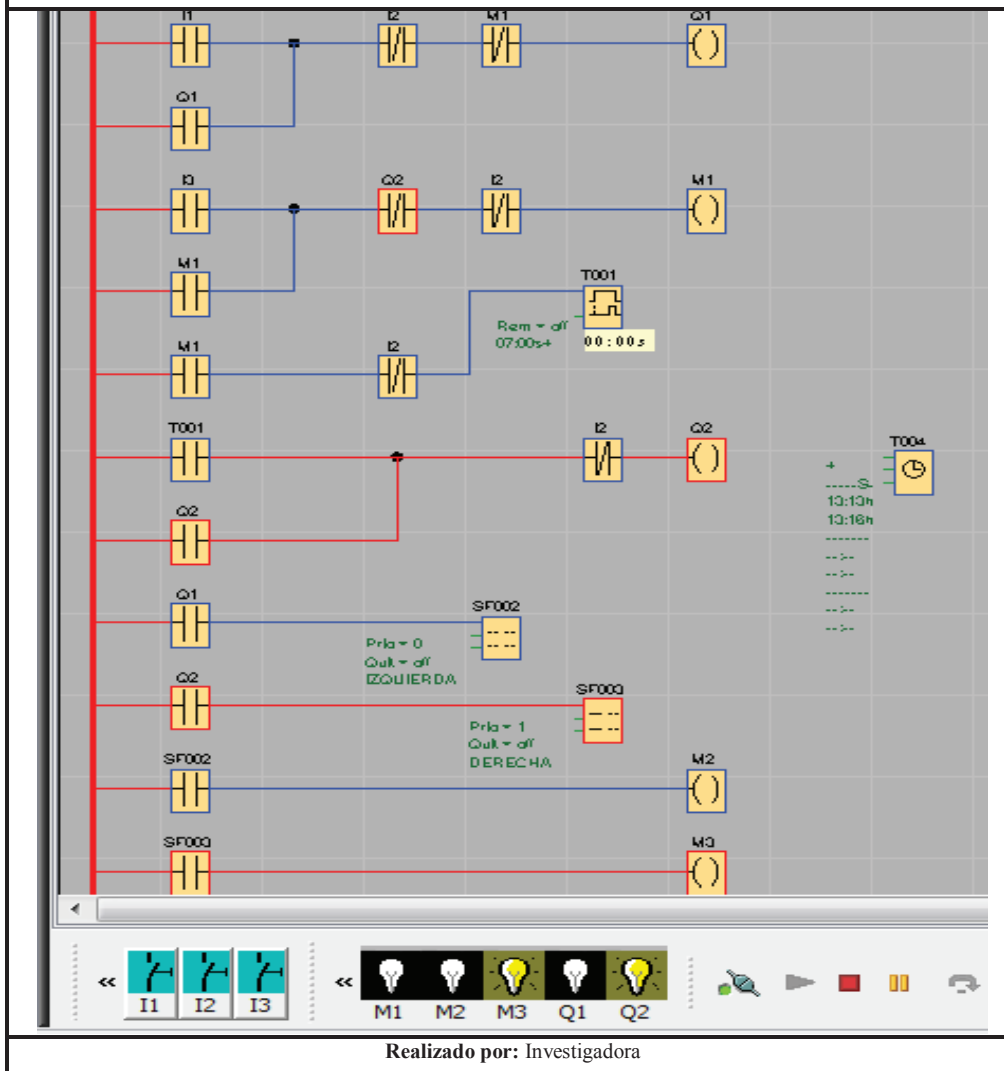 I1 I2 M1 Q1
Q1
I3 Q2 I2 M1
M1
T001
Rem = off
07:00s+
00:00s
M1 I2
T001 I2 Q2
T004
+
-----S-
13:13h
13:16h
-------
--:--
--:--
-------
--:--
--:--
Q2
Q1
SF002
Prio = 0
Quit = off
IZQUIERDA
Q2
SF003
Prio = 1
Quit = off
DERECHA
SF002 M2
SF003 M3
« I1 I2 I3 « M1 M2 M3 Q1 Q2
Realizado por: Investigadora